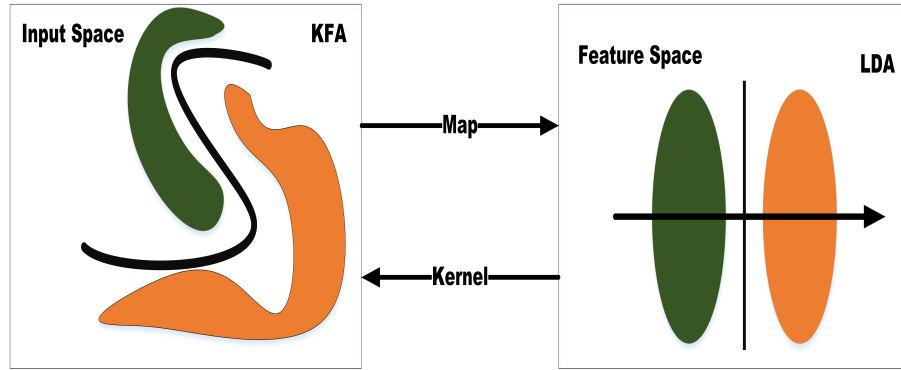 Input Space
KFA
Map
Kernel
Feature Space
LDA